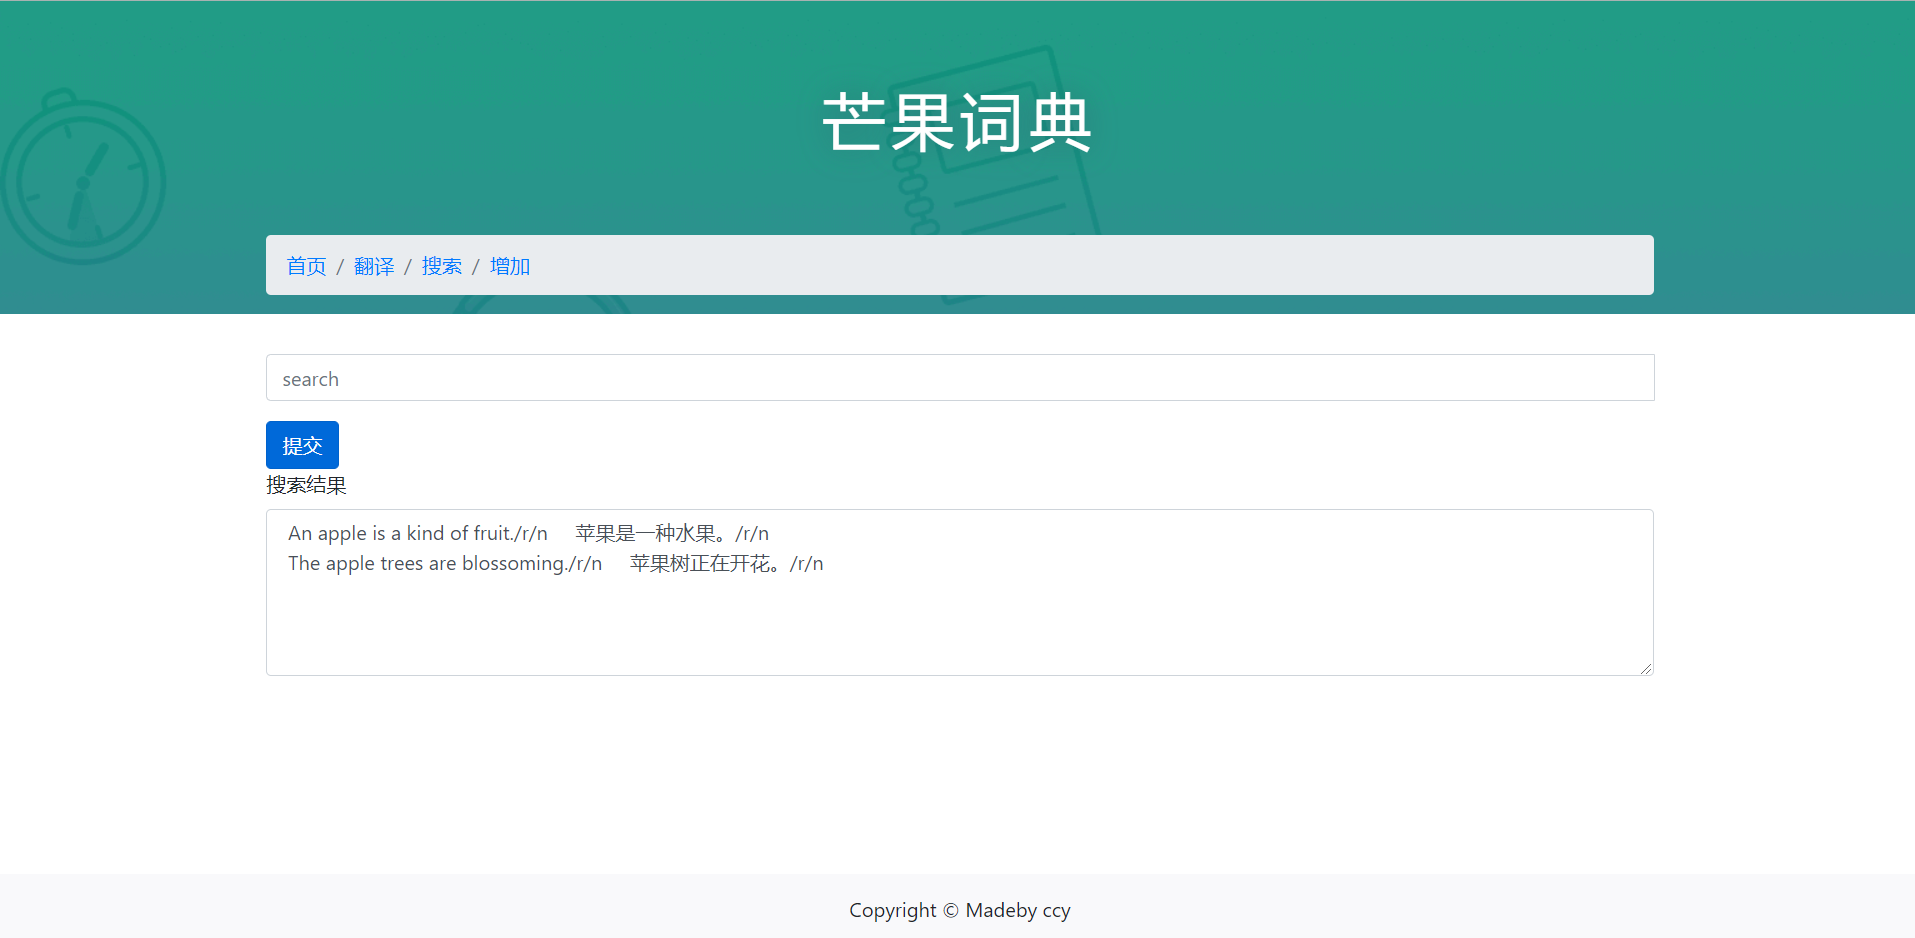 芒果词典
首页 / 翻译 / 搜索 / 增加
search
提交
搜索结果
An apple is a kind of fruit./r/n 苹果是一种水果。/r/n
The apple trees are blossoming./r/n 苹果树正在开花。/r/n
Copyright © Madeby ccy